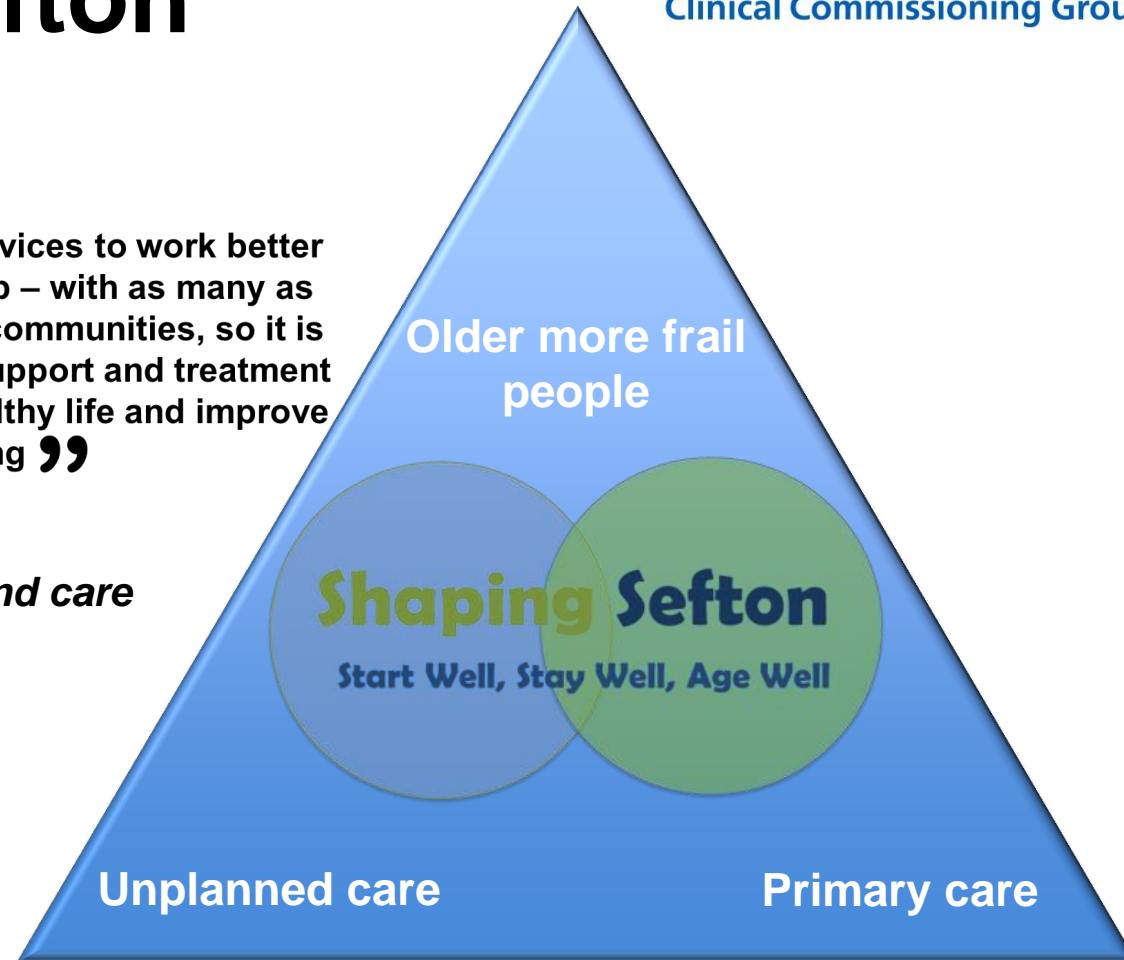 fton
Clinical Commissioning Grou
vices to work better
p – with as many as
communities, so it is
upport and treatment
lthy life and improve
ng ”
nd care
Older more frail
people
Shaping Sefton
Start Well, Stay Well, Age Well
Unplanned care
Primary care